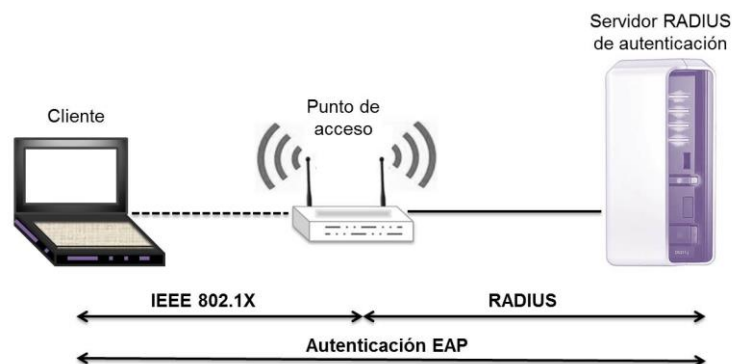 Servidor RADIUS
de autenticación
Cliente
Punto de
acceso
IEEE 802.1X
RADIUS
Autenticación EAP